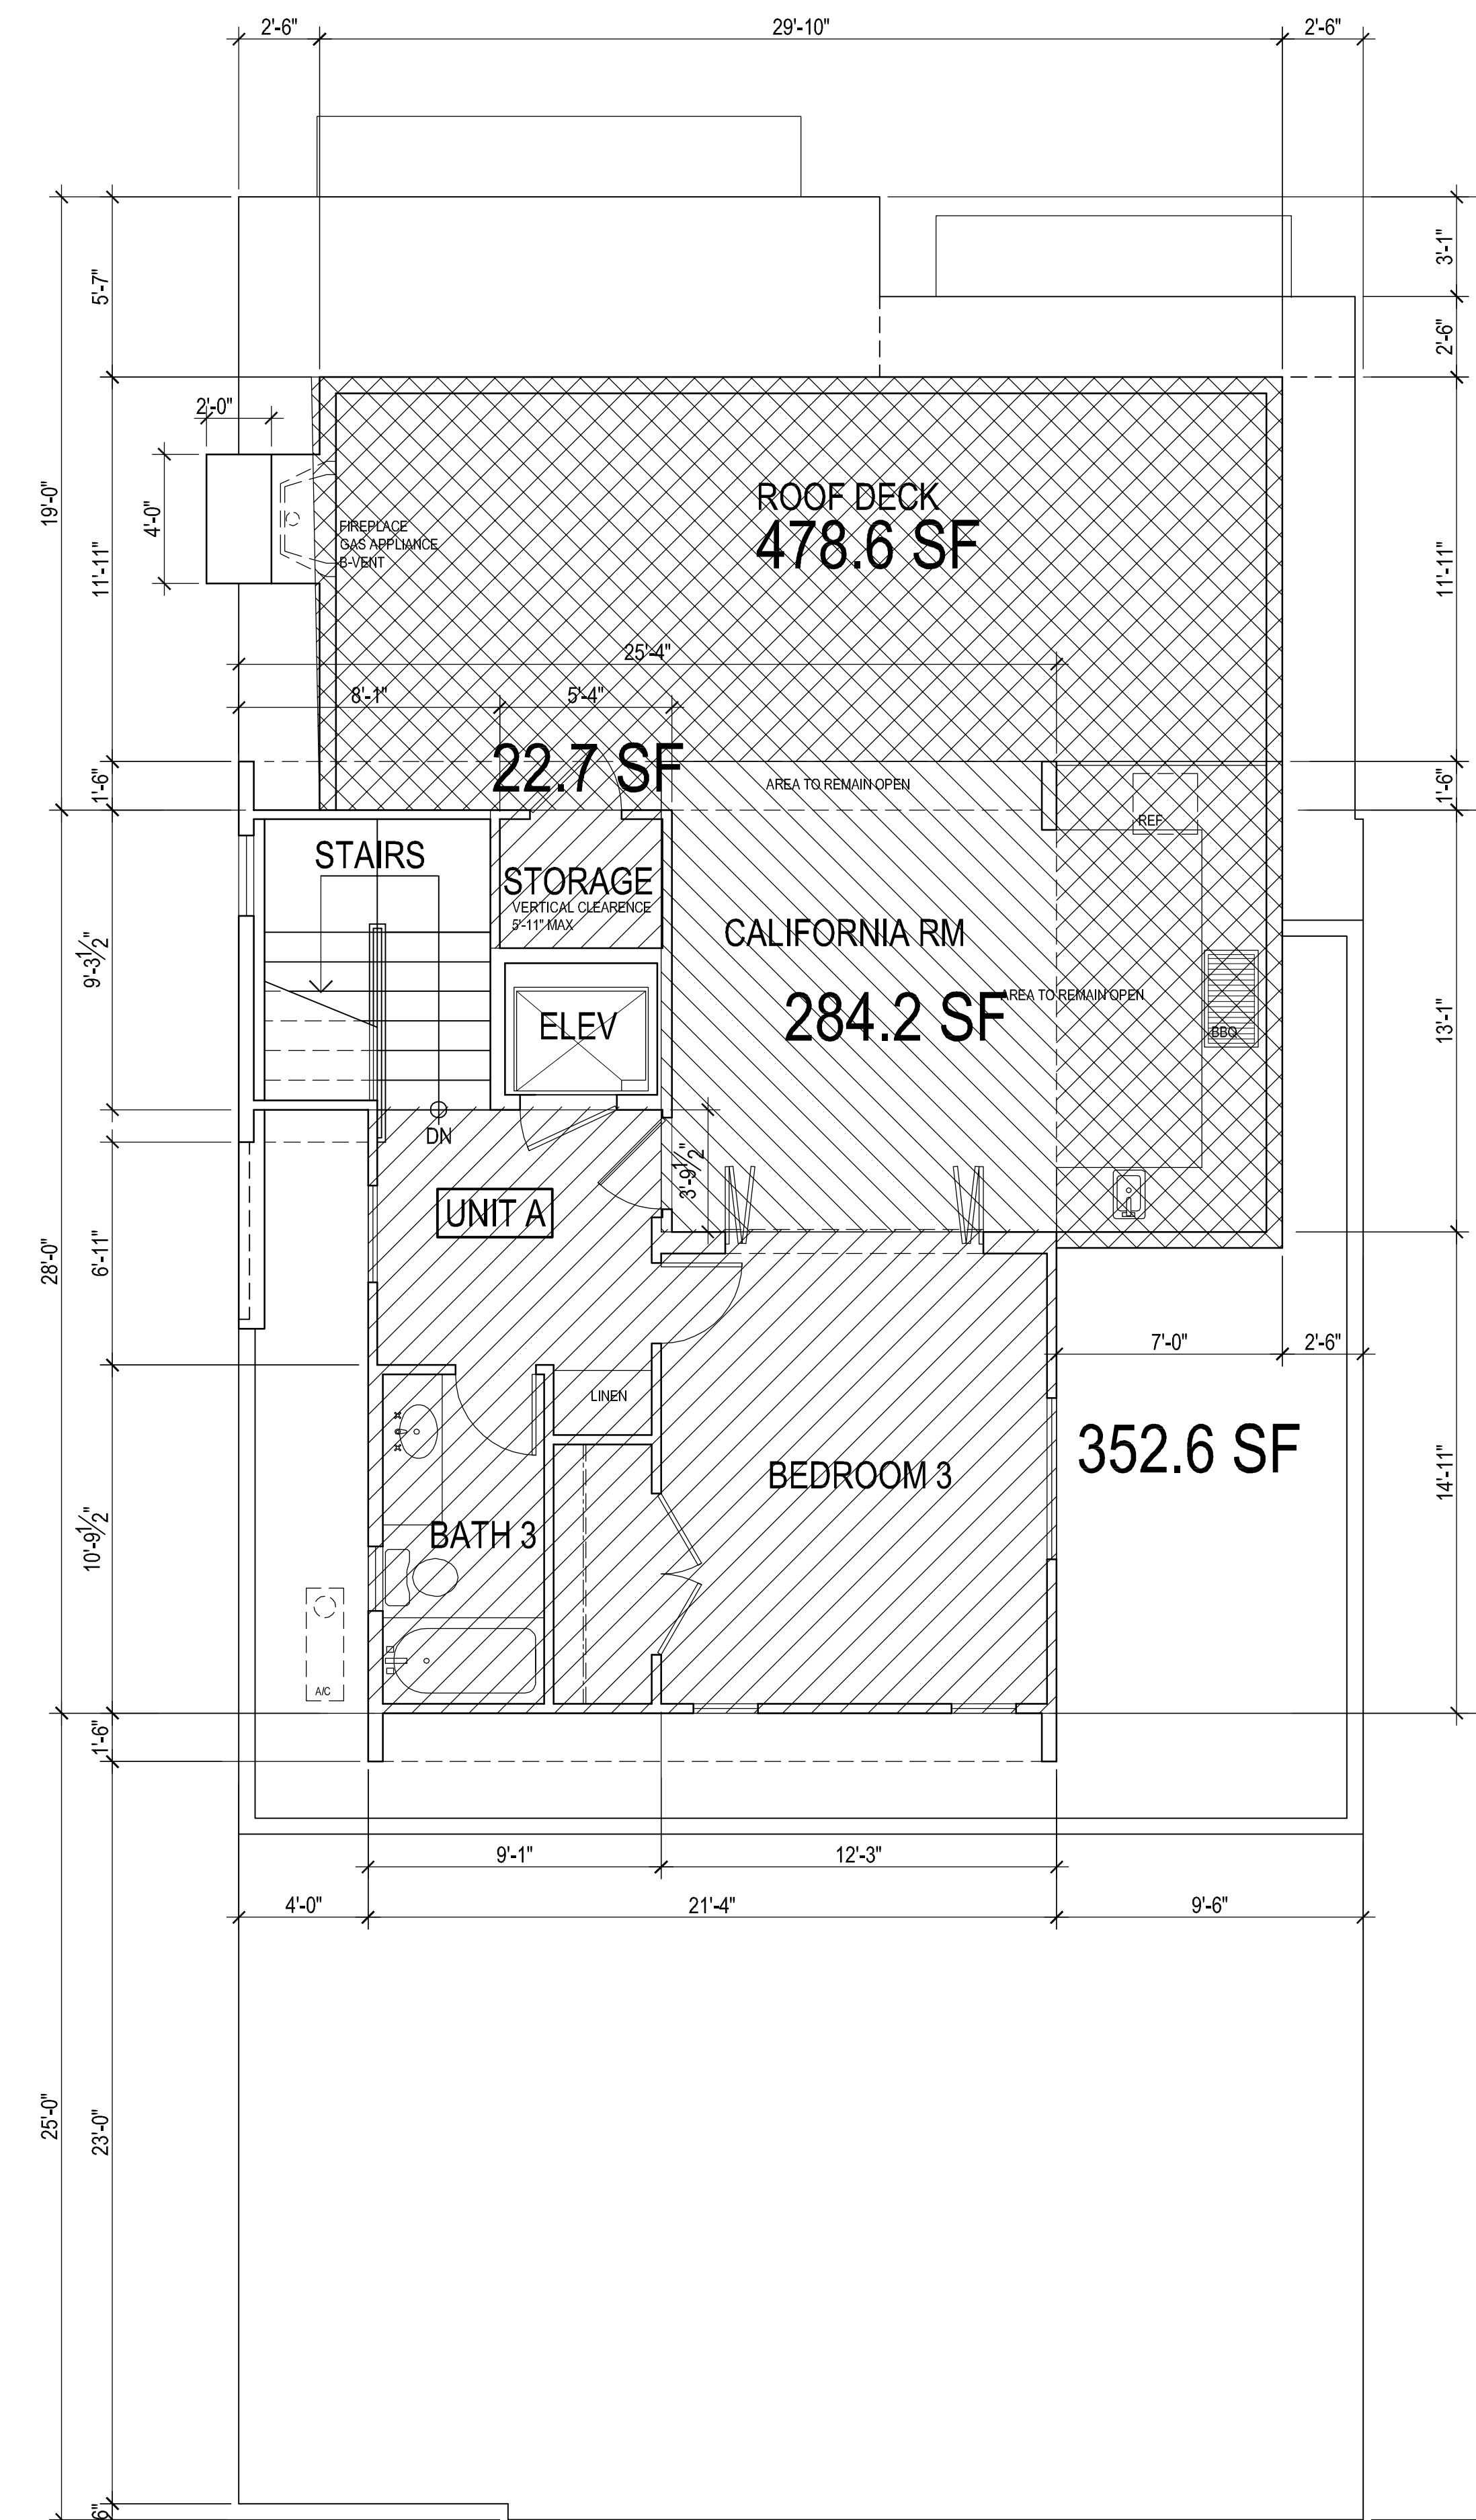 2'-6"
29'-10"
2'-6"
5'-7"
3'-1"
2'-6"
2'-0"
19'-0"
4'-0"
11'-11"
11'-11"
ROOF DECK
478.6 SF
FIREPLACE
GAS APPLIANCE
B-VENT
25'-4"
8'-1"
5'-4"
22.7 SF
1'-6"
AREA TO REMAIN OPEN
1'-6"
REF
STAIRS
STORAGE
VERTICAL CLEARENCE
5'-11" MAX
CALIFORNIA RM
9'-3 1/2"
284.2 SF
AREA TO REMAIN OPEN
ELEV
BBQ
13'-1"
DN
3'-9 1/2"
UNIT A
28'-0"
6'-11"
7'-0"
2'-6"
LINEN
352.6 SF
BEDROOM 3
14'-11"
10'-9 1/2"
BATH 3
A/C
1'-6"
9'-1"
12'-3"
4'-0"
21'-4"
9'-6"
25'-0"
23'-0"
6"